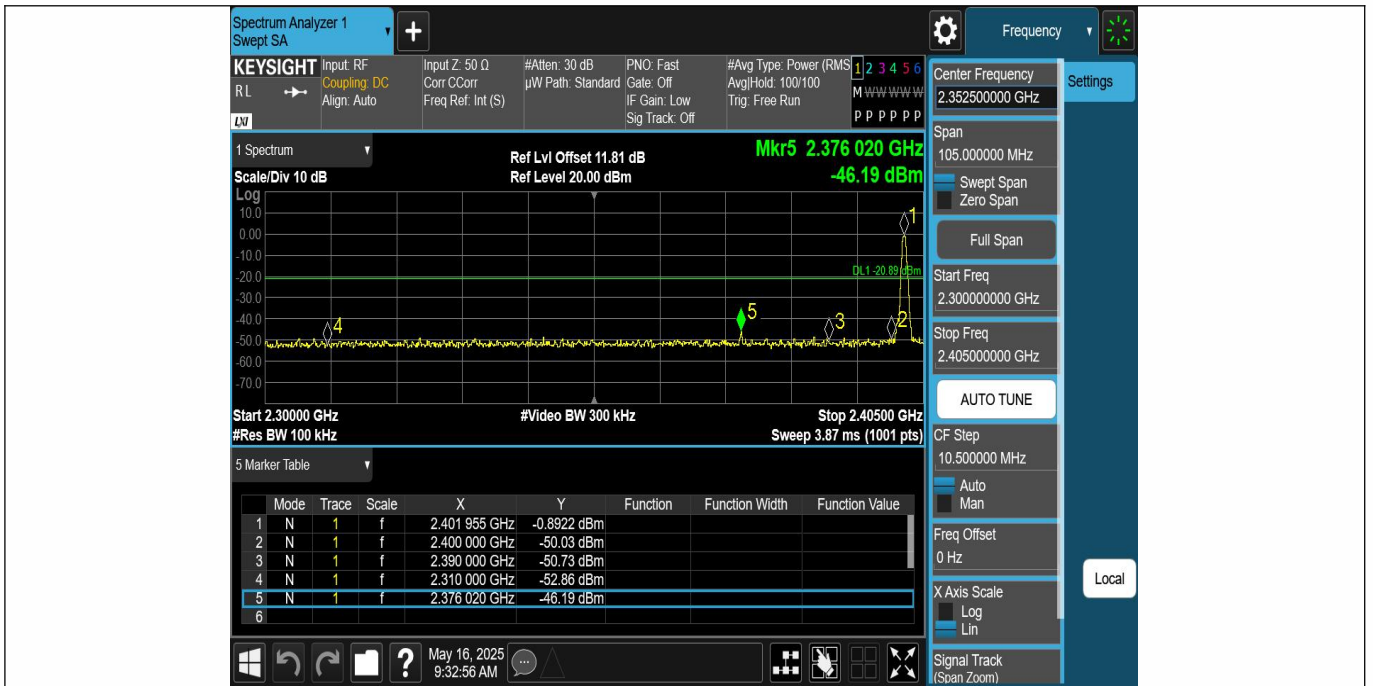 Spectrum Analyzer 1
Swept SA
+
Frequency
KEYSIGHT
RL
LXI
Input: RF
Coupling: DC
Align: Auto
Input Z: 50 Ω
Corr CCorr
Freq Ref: Int (S)
#Atten: 30 dB
µW Path: Standard
PNO: Fast
Gate: Off
IF Gain: Low
Sig Track: Off
#Avg Type: Power (RMS
Avg|Hold: 100/100
Trig: Free Run
1 2 3 4 5 6
M W W W W W
P P P P P P
1 Spectrum
Scale/Div 10 dB
Ref Lvl Offset 11.81 dB
Ref Level 20.00 dBm
Mkr5 2.376 020 GHz
-46.19 dBm
Log
10.0
0.00
-10.0
-20.0
-30.0
-40.0
-50.0
-60.0
-70.0
1
DL1 -20.89 dBm
4
5
3
2
Start 2.30000 GHz
#Video BW 300 kHz
Stop 2.40500 GHz
#Res BW 100 kHz
Sweep 3.87 ms (1001 pts)
5 Marker Table
Mode Trace Scale X Y Function Function Width Function Value
1 N 1 f 2.401 955 GHz -0.8922 dBm
2 N 1 f 2.400 000 GHz -50.03 dBm
3 N 1 f 2.390 000 GHz -50.73 dBm
4 N 1 f 2.310 000 GHz -52.86 dBm
5 N 1 f 2.376 020 GHz -46.19 dBm
6
?
May 16, 2025
9:32:56 AM
Center Frequency
2.352500000 GHz
Settings
Span
105.000000 MHz
Swept Span
Zero Span
Full Span
Start Freq
2.300000000 GHz
Stop Freq
2.405000000 GHz
AUTO TUNE
CF Step
10.500000 MHz
Auto
Man
Freq Offset
0 Hz
X Axis Scale
Log
Lin
Local
Signal Track
(Span Zoom)